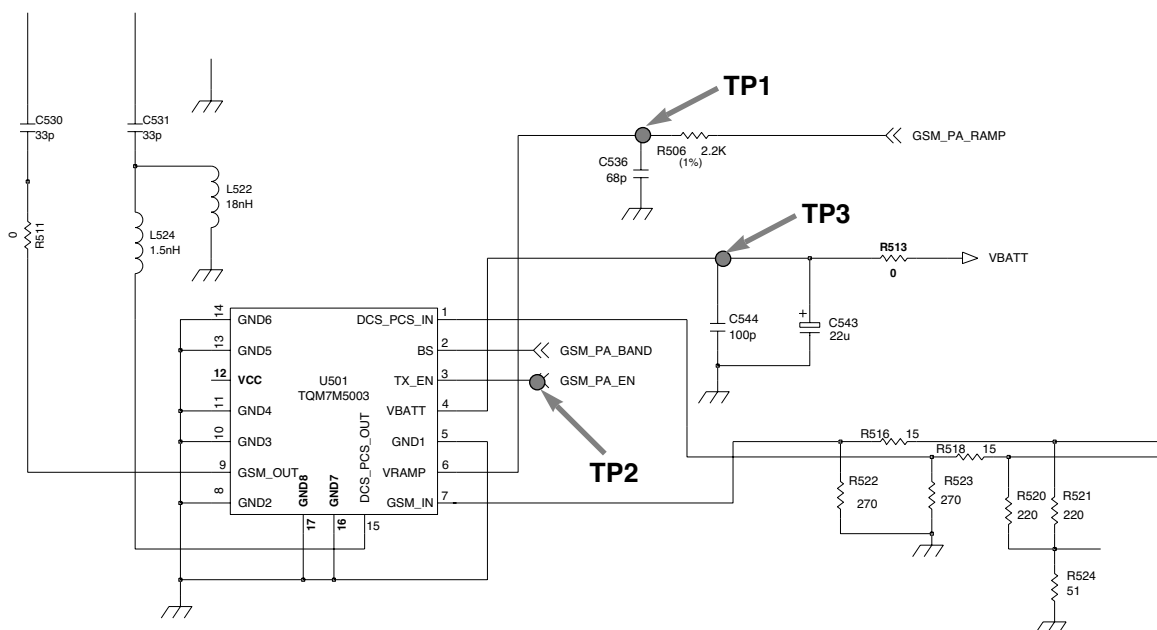 TP1
C530
33p
C531
33p
GSM_PA_RAMP
R506 2.2K
(1%)
C536
68p
L522
18nH
0
R511
L524
1.5nH
TP3
R513
0
VBATT
C544
100p
+
C543
22u
14 GND6
DCS_PCS_IN 1
13 GND5
BS 2
GSM_PA_BAND
12 VCC
U501
TQM7M5003
TX_EN 3
GSM_PA_EN
11 GND4
VBATT 4
10 GND3
GND1 5
9 GSM_OUT
VRAMP 6
8 GND2
GSM_IN 7
GND8
17
GND7
16
DCS_PCS_OUT
15
TP2
R516 15
R518 15
R522
270
R523
270
R520
220
R521
220
R524
51